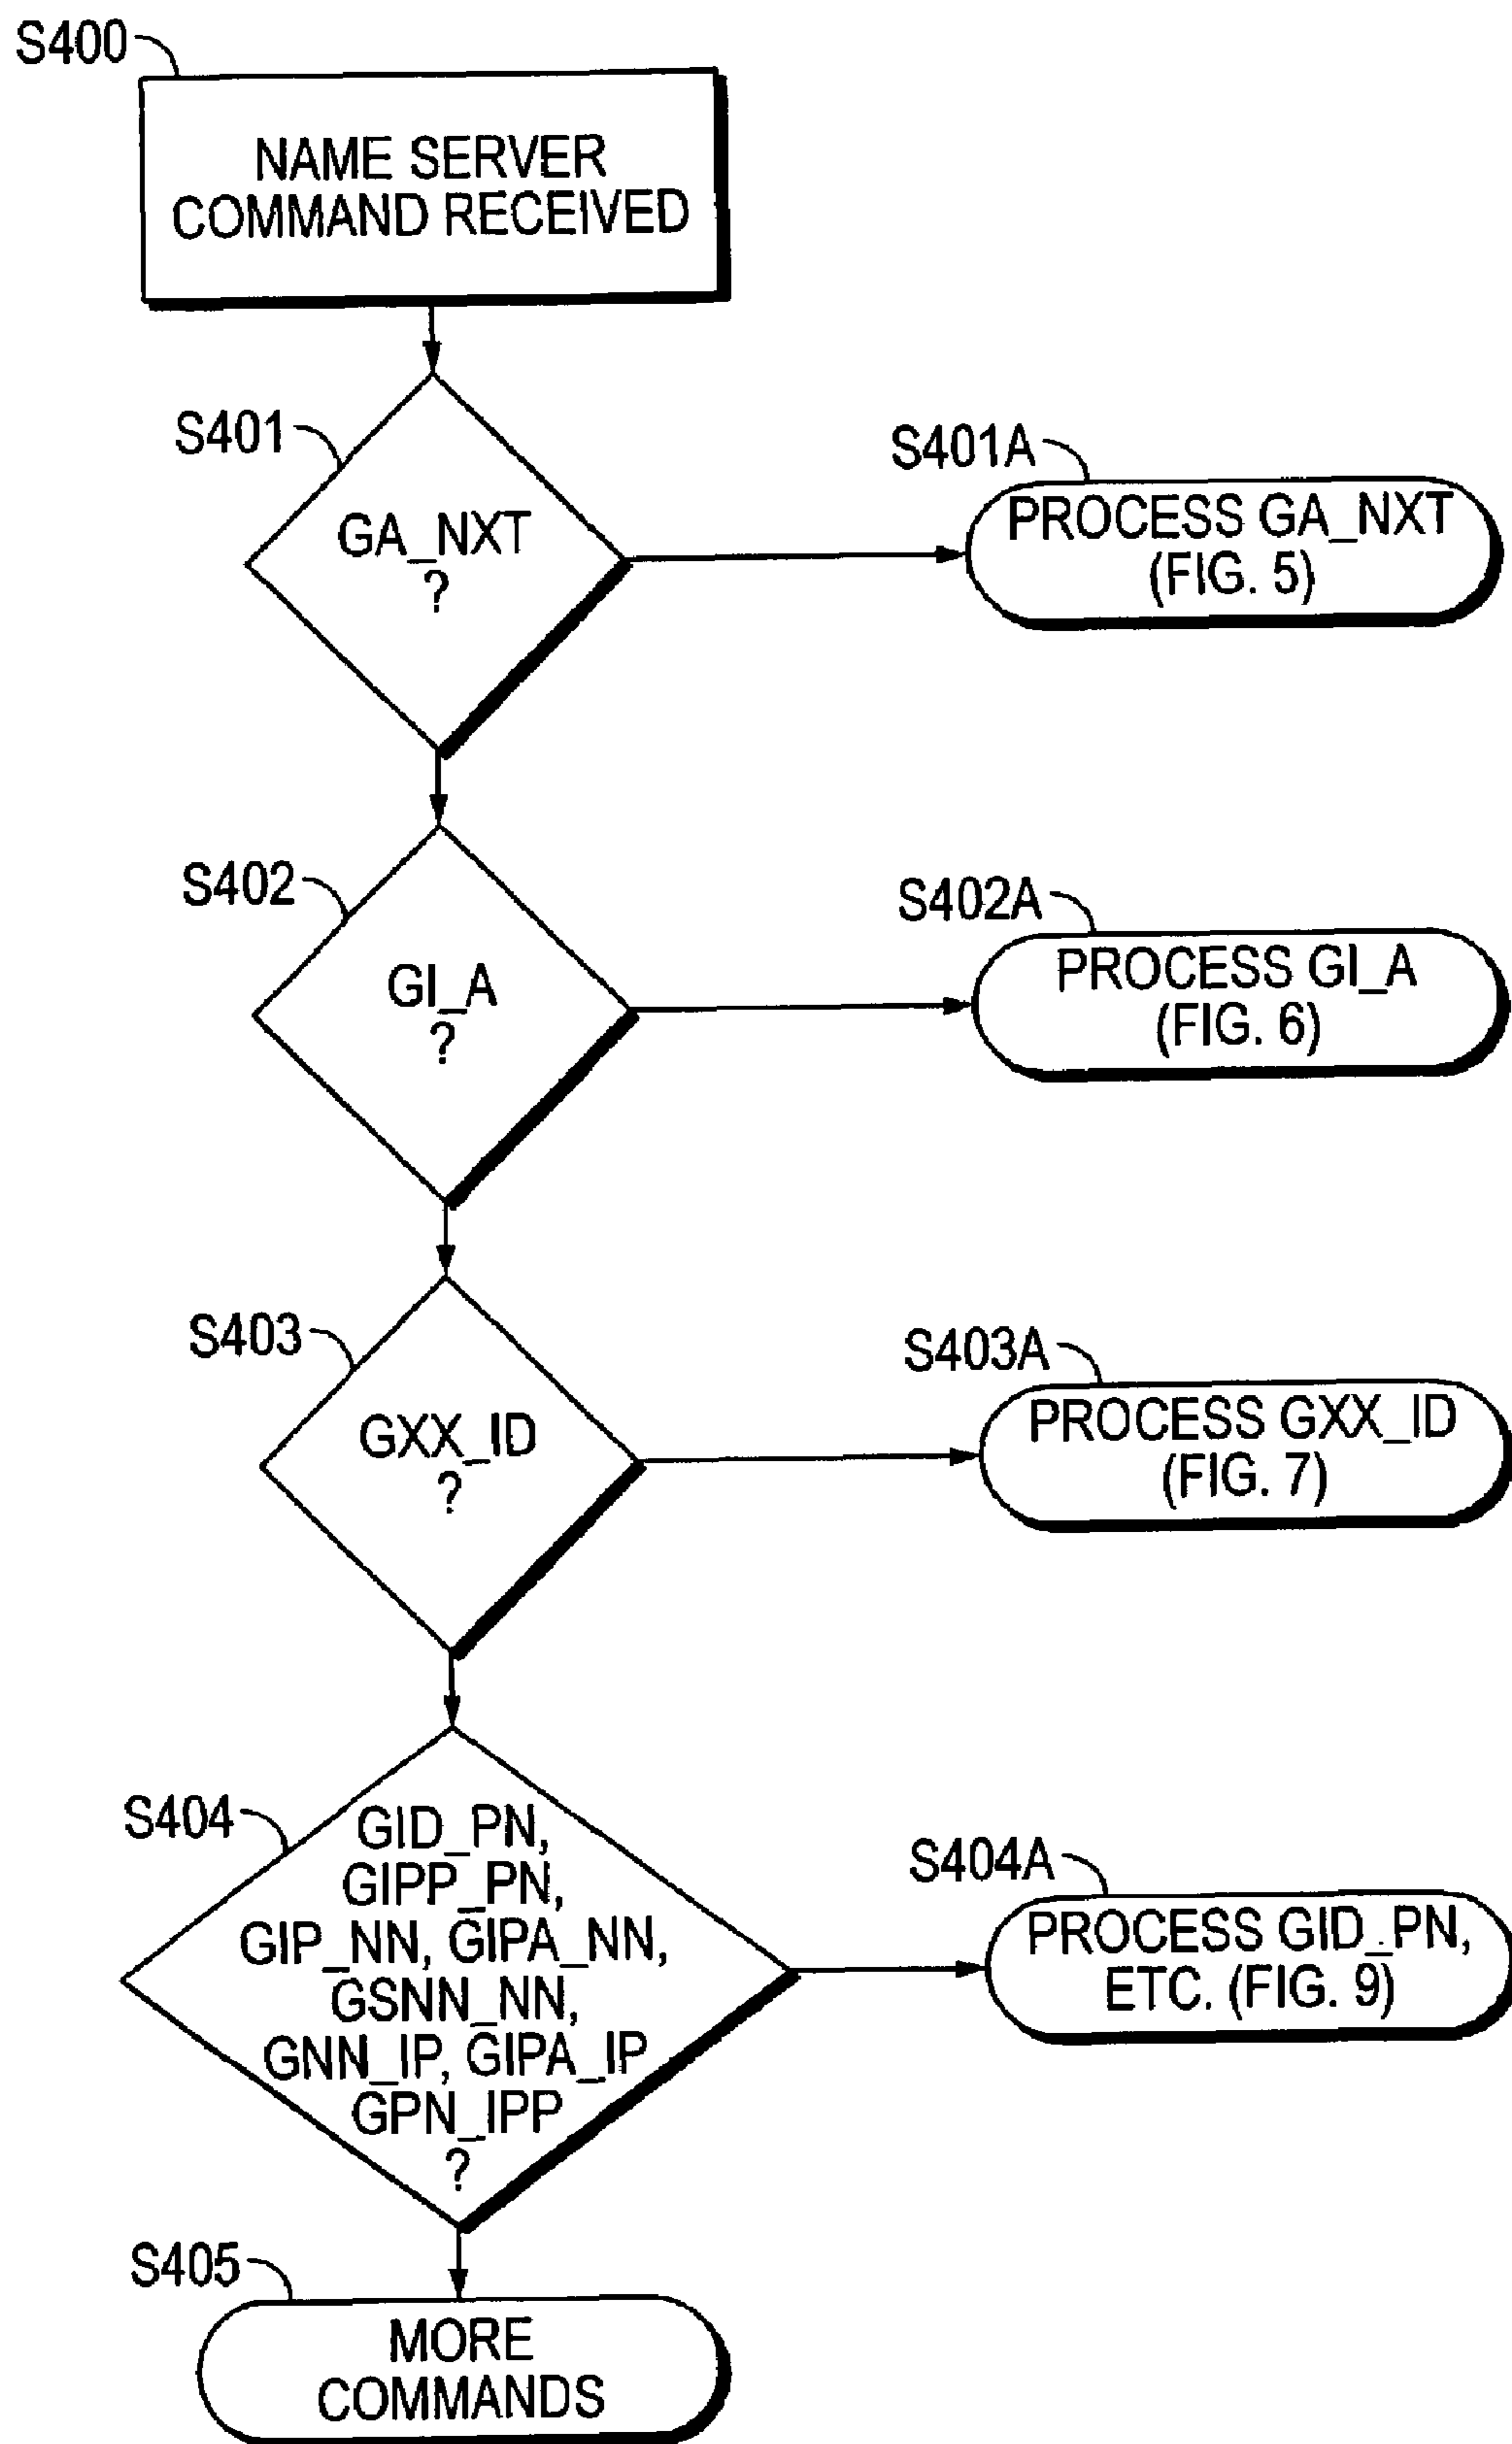 S400
NAME SERVER
COMMAND RECEIVED
S401
GA_NXT
?
S401A
PROCESS GA_NXT
(FIG. 5)
S402
GI_A
?
S402A
PROCESS GI_A
(FIG. 6)
S403
GXX_ID
?
S403A
PROCESS GXX_ID
(FIG. 7)
S404
GID_PN,
GIPP_PN,
GIP_NN, GIPA_NN,
GSNN_NN,
GNN_IP, GIPA_IP
GPN_IPP
?
S404A
PROCESS GID_PN,
ETC. (FIG. 9)
S405
MORE
COMMANDS